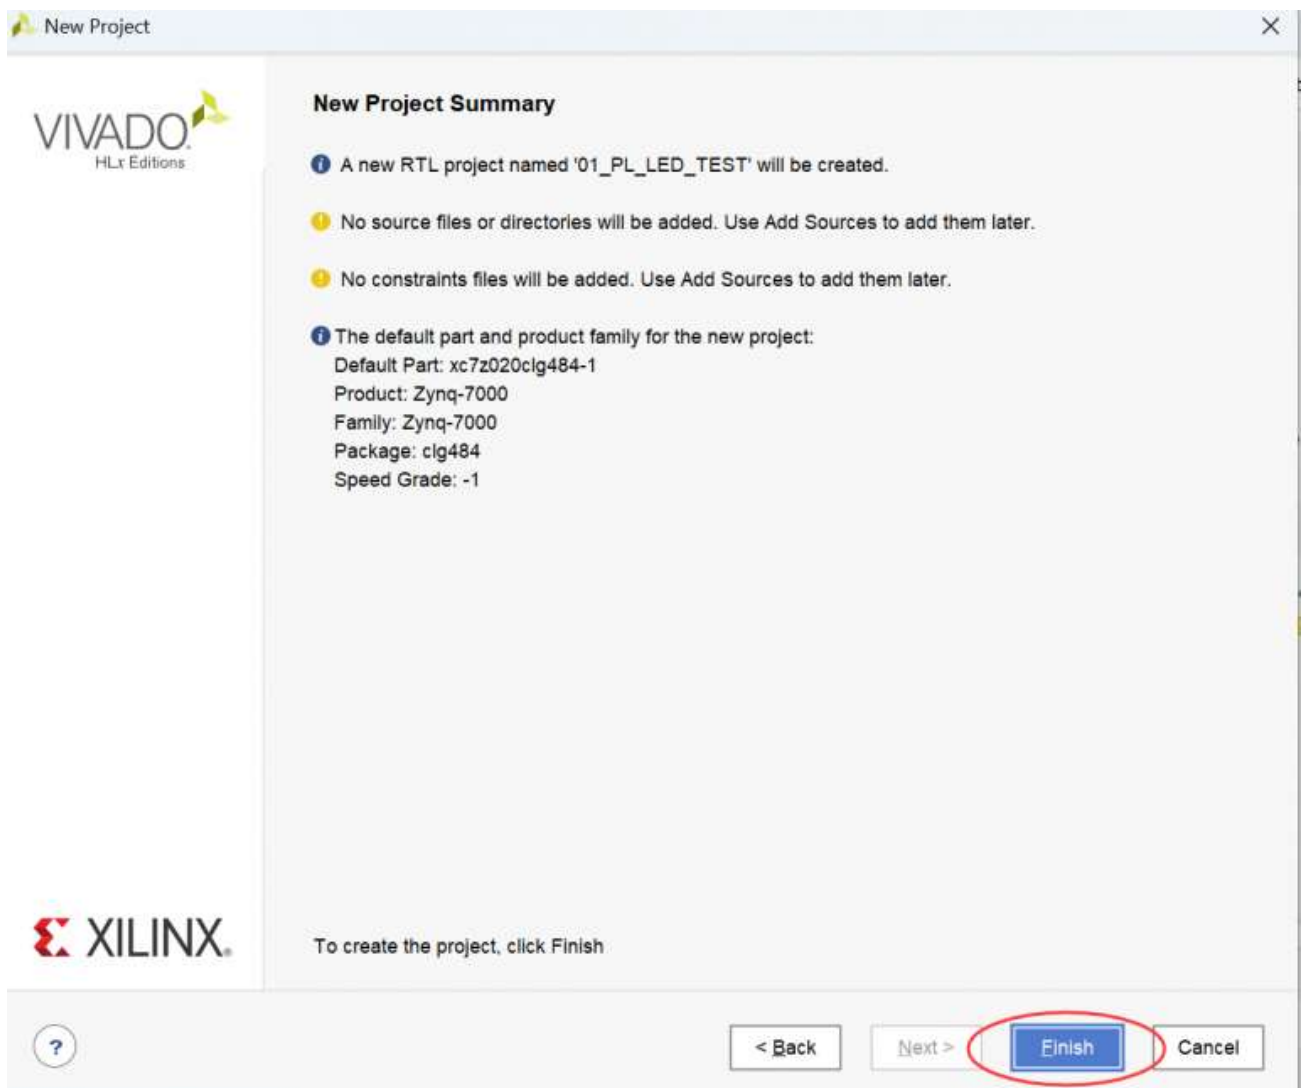 New Project
VIVADO.
HLx Editions
New Project Summary
A new RTL project named '01_PL_LED_TEST' will be created.
No source files or directories will be added. Use Add Sources to add them later.
No constraints files will be added. Use Add Sources to add them later.
The default part and product family for the new project:
Default Part: xc7z020clg484-1
Product: Zynq-7000
Family: Zynq-7000
Package: clg484
Speed Grade: -1
XILINX.
To create the project, click Finish
?
< Back
Next >
Finish
Cancel